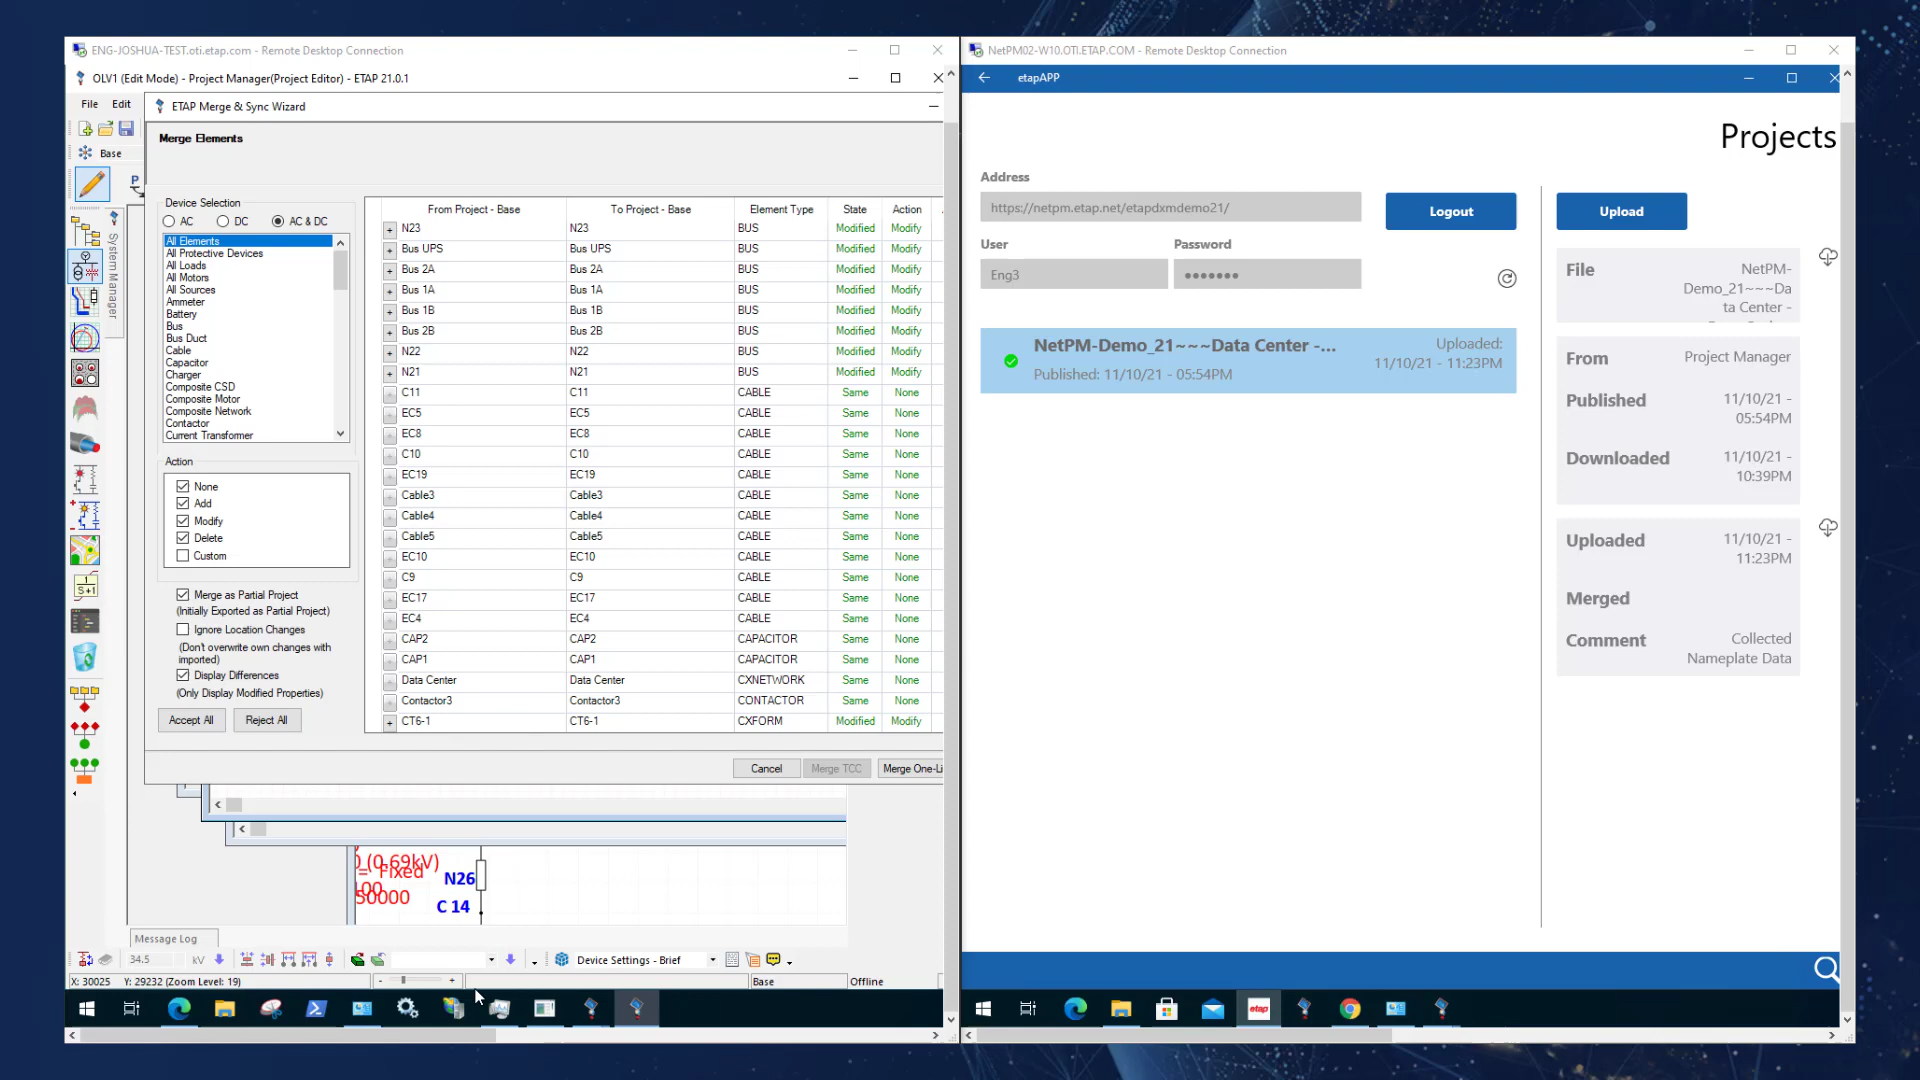 ENG-JOSHUA-TEST.oti.etap.com - Remote Desktop Connection
OLV1 (Edit Mode) - Project Manager(Project Editor) - ETAP 21.0.1
File Edit
ETAP Merge & Sync Wizard
Base
Merge Elements
P
System Manager
Device Selection
AC DC AC & DC
All Elements
All Protective Devices
All Loads
All Motors
All Sources
Ammeter
Battery
Bus
Bus Duct
Cable
Capacitor
Charger
Composite CSD
Composite Motor
Composite Network
Contactor
Current Transformer
Action
None
Add
Modify
Delete
Custom
Merge as Partial Project
(Initially Exported as Partial Project)
Ignore Location Changes
(Don't overwrite own changes with
imported)
Display Differences
(Only Display Modified Properties)
Accept All Reject All
From Project - Base To Project - Base Element Type State Action
N23 N23 BUS Modified Modify
Bus UPS Bus UPS BUS Modified Modify
Bus 2A Bus 2A BUS Modified Modify
Bus 1A Bus 1A BUS Modified Modify
Bus 1B Bus 1B BUS Modified Modify
Bus 2B Bus 2B BUS Modified Modify
N22 N22 BUS Modified Modify
N21 N21 BUS Modified Modify
C11 C11 CABLE Same None
EC5 EC5 CABLE Same None
EC8 EC8 CABLE Same None
C10 C10 CABLE Same None
EC19 EC19 CABLE Same None
Cable3 Cable3 CABLE Same None
Cable4 Cable4 CABLE Same None
Cable5 Cable5 CABLE Same None
EC10 EC10 CABLE Same None
C9 C9 CABLE Same None
EC17 EC17 CABLE Same None
EC4 EC4 CABLE Same None
CAP2 CAP2 CAPACITOR Same None
CAP1 CAP1 CAPACITOR Same None
Data Center Data Center CXNETWORK Same None
Contactor3 Contactor3 CONTACTOR Same None
CT6-1 CT6-1 CXFORM Modified Modify
Cancel Merge TCC Merge One-Li
(0.69kV)
= Fixed
50000
N26
C 14
Message Log
34.5 kV
Device Settings - Brief
X: 30025 Y: 29232 (Zoom Level: 19)
Base
Offline
NetPM02-W10.OTI.ETAP.COM - Remote Desktop Connection
etapAPP
Projects
Address
https://netpm.etap.net/etapdxmdemo21/
Logout
Upload
User Password
Eng3 •••••••
NetPM-Demo_21~~~Data Center -...
Published: 11/10/21 - 05:54PM
Uploaded:
11/10/21 - 11:23PM
File NetPM-
Demo_21~~~Da
ta Center -
From Project Manager
Published 11/10/21 -
05:54PM
Downloaded 11/10/21 -
10:39PM
Uploaded 11/10/21 -
11:23PM
Merged
Comment Collected
Nameplate Data
etap